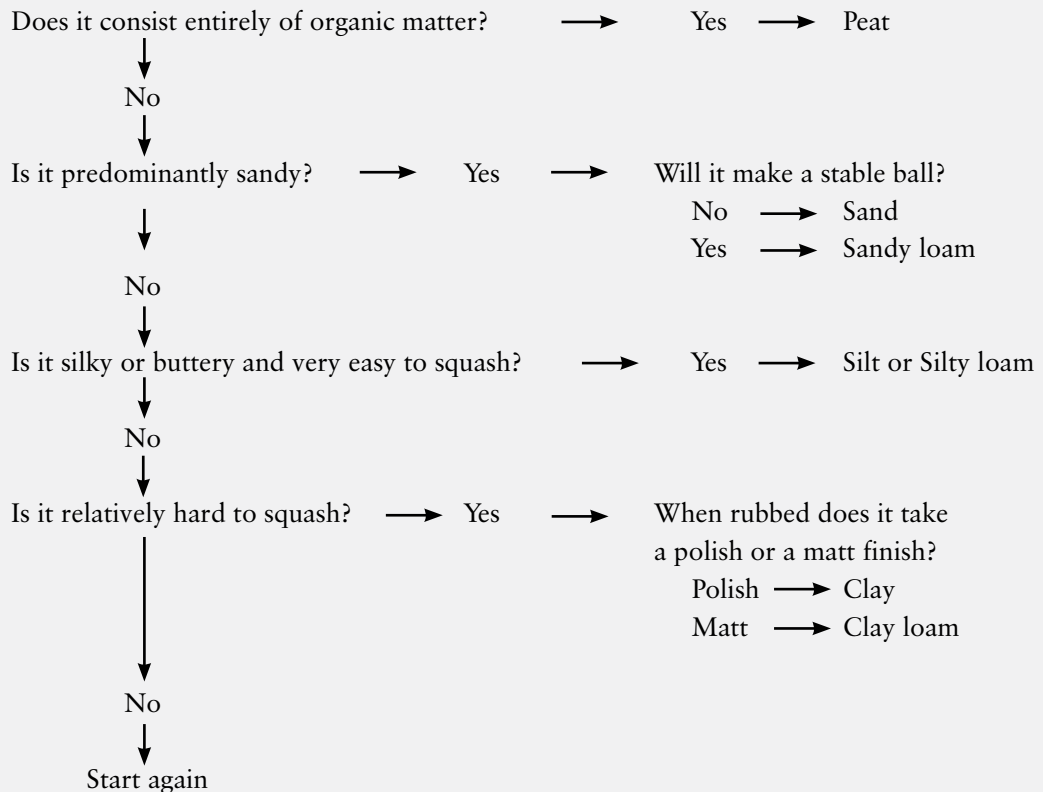 Does it consist entirely of organic matter? Yes Peat
No
Is it predominantly sandy? Yes Will it make a stable ball?
No Sand
Yes Sandy loam
No
Is it silky or buttery and very easy to squash? Yes Silt or Silty loam
No
Is it relatively hard to squash? Yes When rubbed does it take
a polish or a matt finish?
Polish Clay
Matt Clay loam
No
Start again